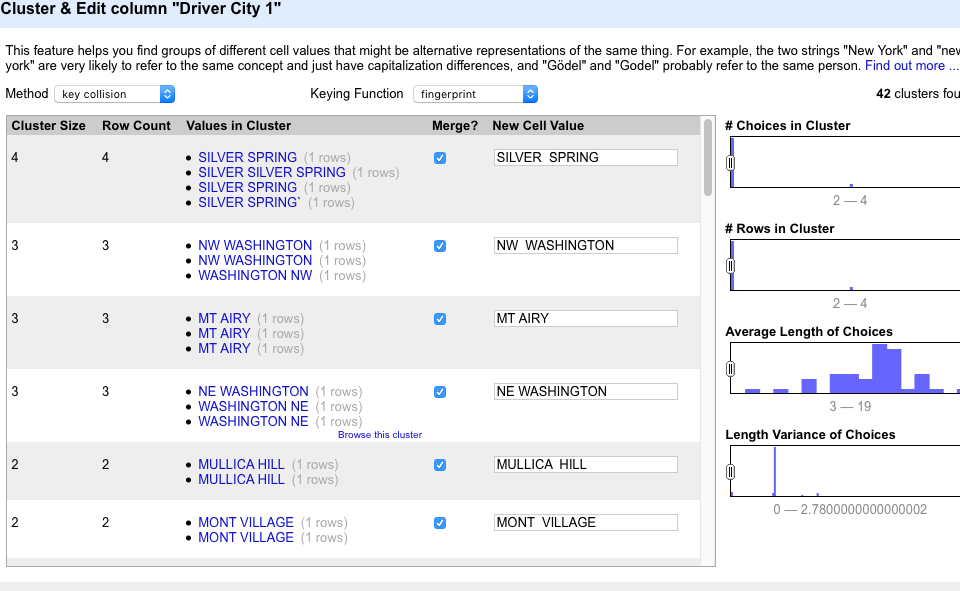 Cluster & Edit column "Driver City 1"
This feature helps you find groups of different cell values that might be alternative representations of the same thing. For example, the two strings "New York" and "new
york" are very likely to refer to the same concept and just have capitalization differences, and "Gödel" and "Godel" probably refer to the same person. Find out more ...
Method key collision Keying Function fingerprint 42 clusters fou
Cluster Size Row Count Values in Cluster Merge? New Cell Value
4 4 • SILVER SPRING (1 rows) SILVER  SPRING
• SILVER SILVER SPRING (1 rows)
• SILVER SPRING (1 rows)
• SILVER SPRING` (1 rows)
3 3 • NW WASHINGTON (1 rows) NW  WASHINGTON
• NW WASHINGTON (1 rows)
• WASHINGTON NW (1 rows)
3 3 • MT AIRY (1 rows) MT AIRY
• MT AIRY (1 rows)
• MT AIRY (1 rows)
3 3 • NE WASHINGTON (1 rows) NE WASHINGTON
• WASHINGTON NE (1 rows)
• WASHINGTON NE (1 rows)
Browse this cluster
2 2 • MULLICA HILL (1 rows) MULLICA  HILL
• MULLICA HILL (1 rows)
2 2 • MONT VILLAGE (1 rows) MONT  VILLAGE
• MONT VILLAGE (1 rows)
# Choices in Cluster
2 — 4
# Rows in Cluster
2 — 4
Average Length of Choices
3 — 19
Length Variance of Choices
0 — 2.7800000000000002